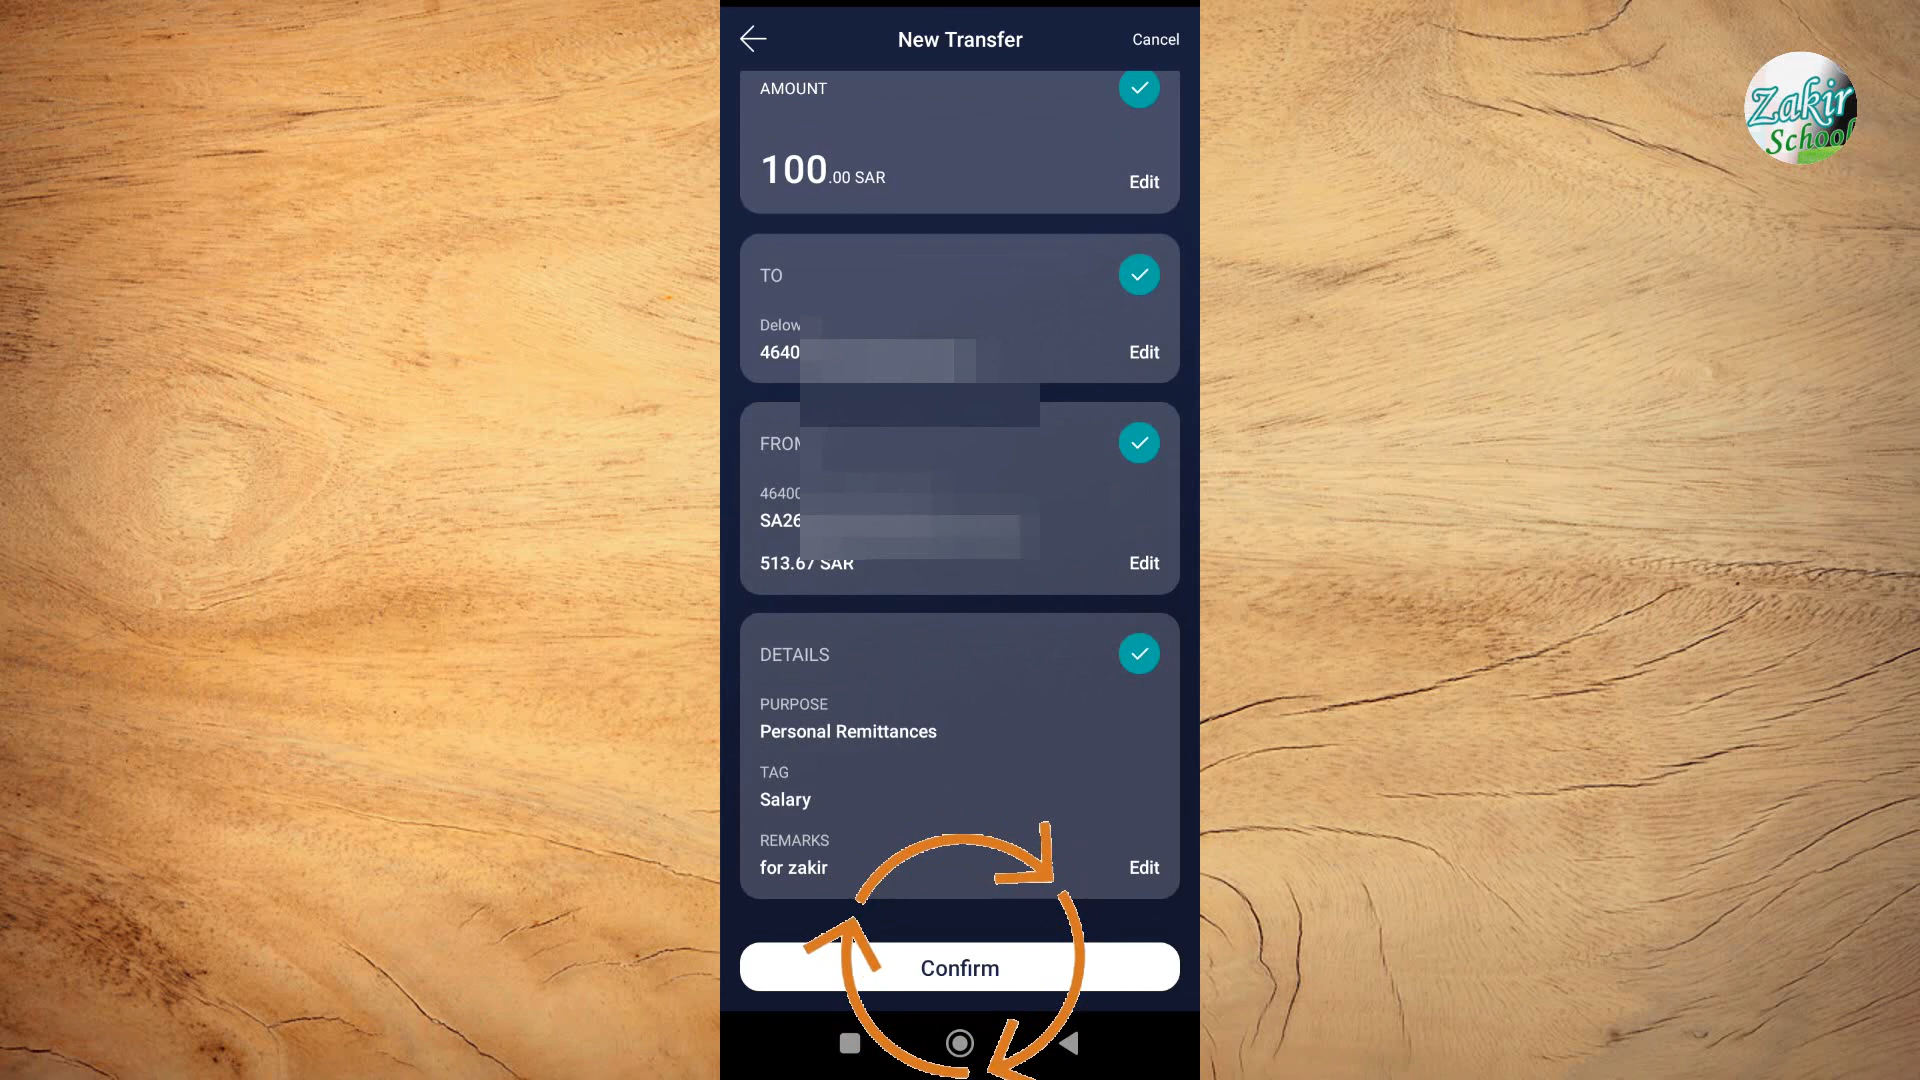 New Transfer
Cancel
AMOUNT
100.00 SAR
Edit
TO
Delow
4640
Edit
FROM
46400
SA26
513.67 SAR
Edit
DETAILS
PURPOSE
Personal Remittances
TAG
Salary
REMARKS
for zakir
Edit
Confirm
Zakir
School